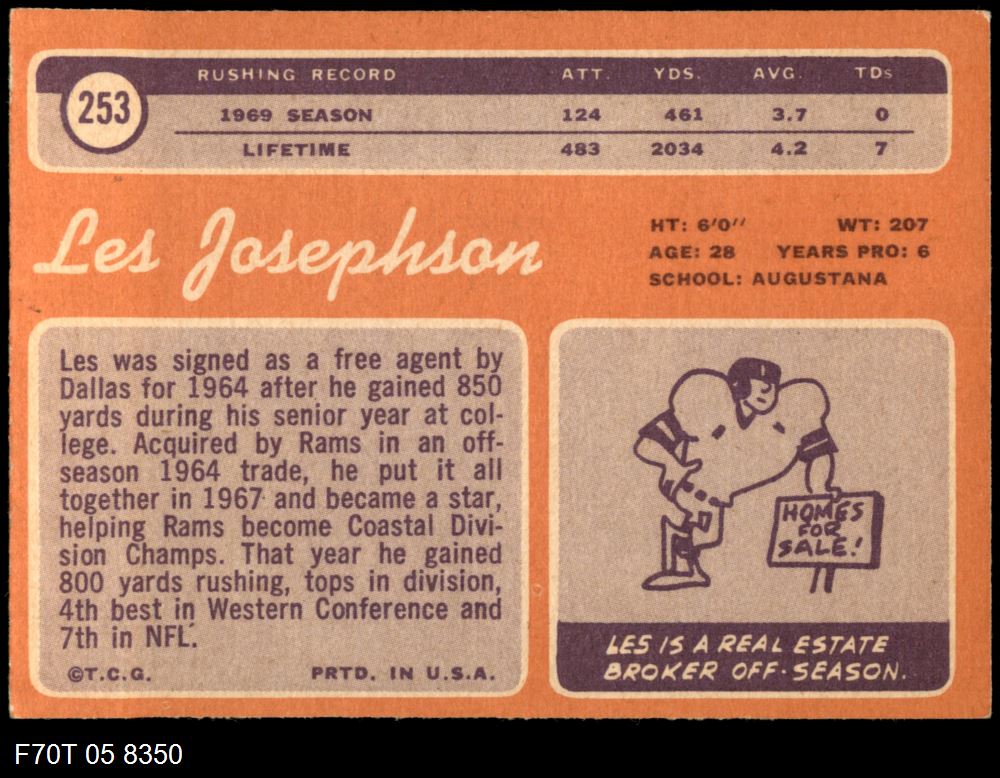 RUSHING RECORD ATT. YDS. AVG. TDs
253
1969 SEASON 124 461 3.7 0
LIFETIME 483 2034 4.2 7
Les Josephson
HT: 6'0'' WT: 207
AGE: 28 YEARS PRO: 6
SCHOOL: AUGUSTANA
Les was signed as a free agent by
Dallas for 1964 after he gained 850
yards during his senior year at col-
lege. Acquired by Rams in an off-
season 1964 trade, he put it all
together in 1967 and became a star,
helping Rams become Coastal Divi-
sion Champs. That year he gained
800 yards rushing, tops in division,
4th best in Western Conference and
7th in NFL.
©T.C.G. PRTD. IN U.S.A.
HOMES
FOR
SALE!
LES IS A REAL ESTATE
BROKER OFF-SEASON.
F70T 05 8350